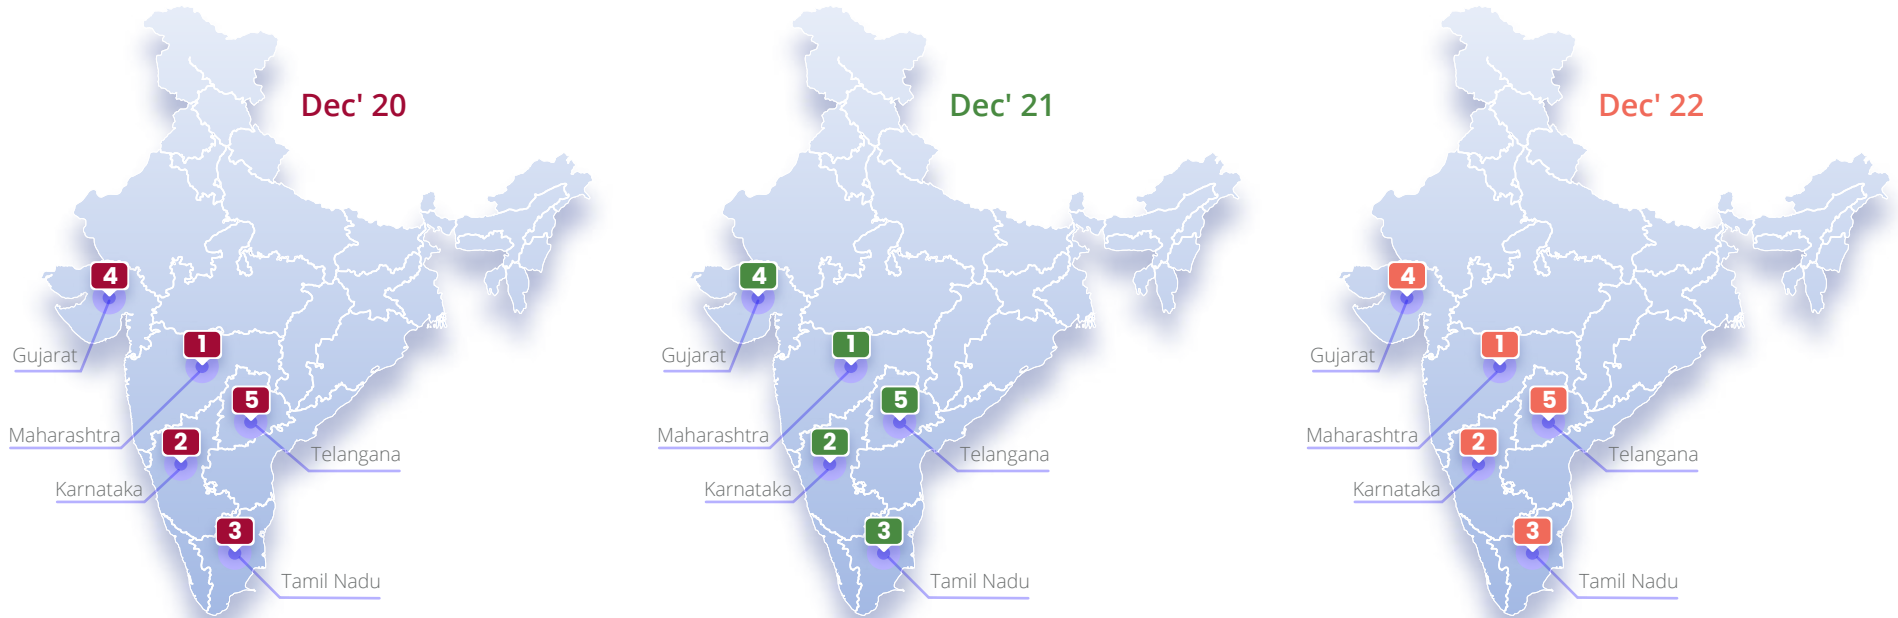 Dec' 20
4
1
Gujarat
5
Maharashtra
2
Telangana
Karnataka
3
Tamil Nadu
Dec' 21
4
1
Gujarat
5
Maharashtra
2
Telangana
Karnataka
3
Tamil Nadu
Dec' 22
4
1
Gujarat
5
Maharashtra
2
Telangana
Karnataka
3
Tamil Nadu